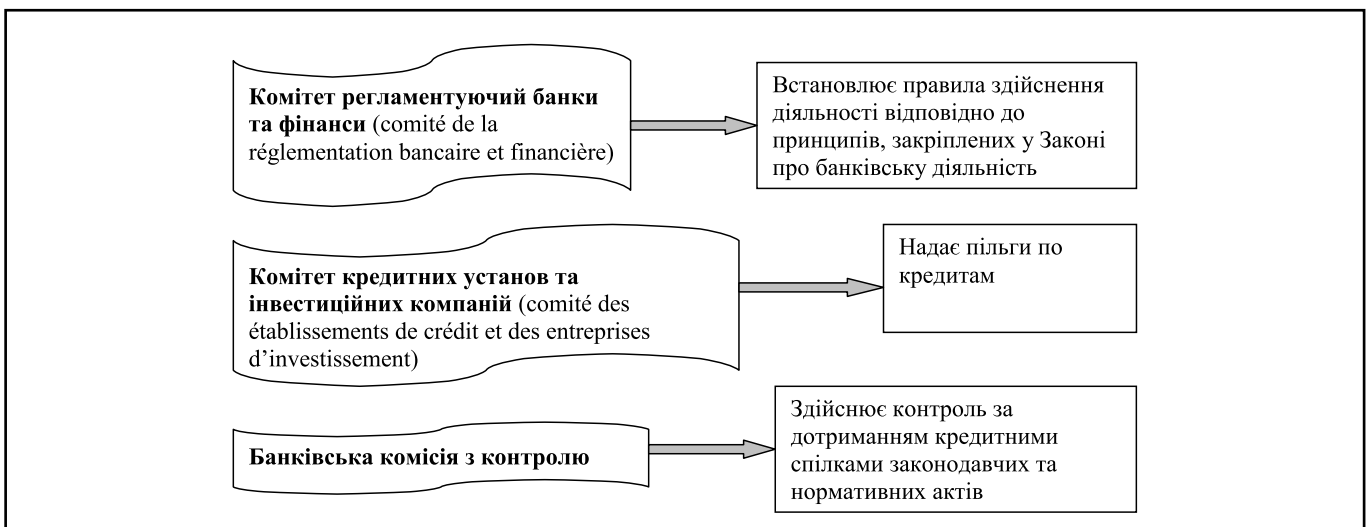 Комітет регламентуючий банки
та фінанси (comité de la
réglementation bancaire et financière)
Встановлює правила здійснення
діяльності відповідно до
принципів, закріплених у Законі
про банківську діяльність
Комітет кредитних установ та
інвестиційних компаній (comité des
établissements de crédit et des entreprises
d’investissement)
Надає пільги по
кредитам
Банківська комісія з контролю
Здійснює контроль за
дотриманням кредитними
спілками законодавчих та
нормативних актів